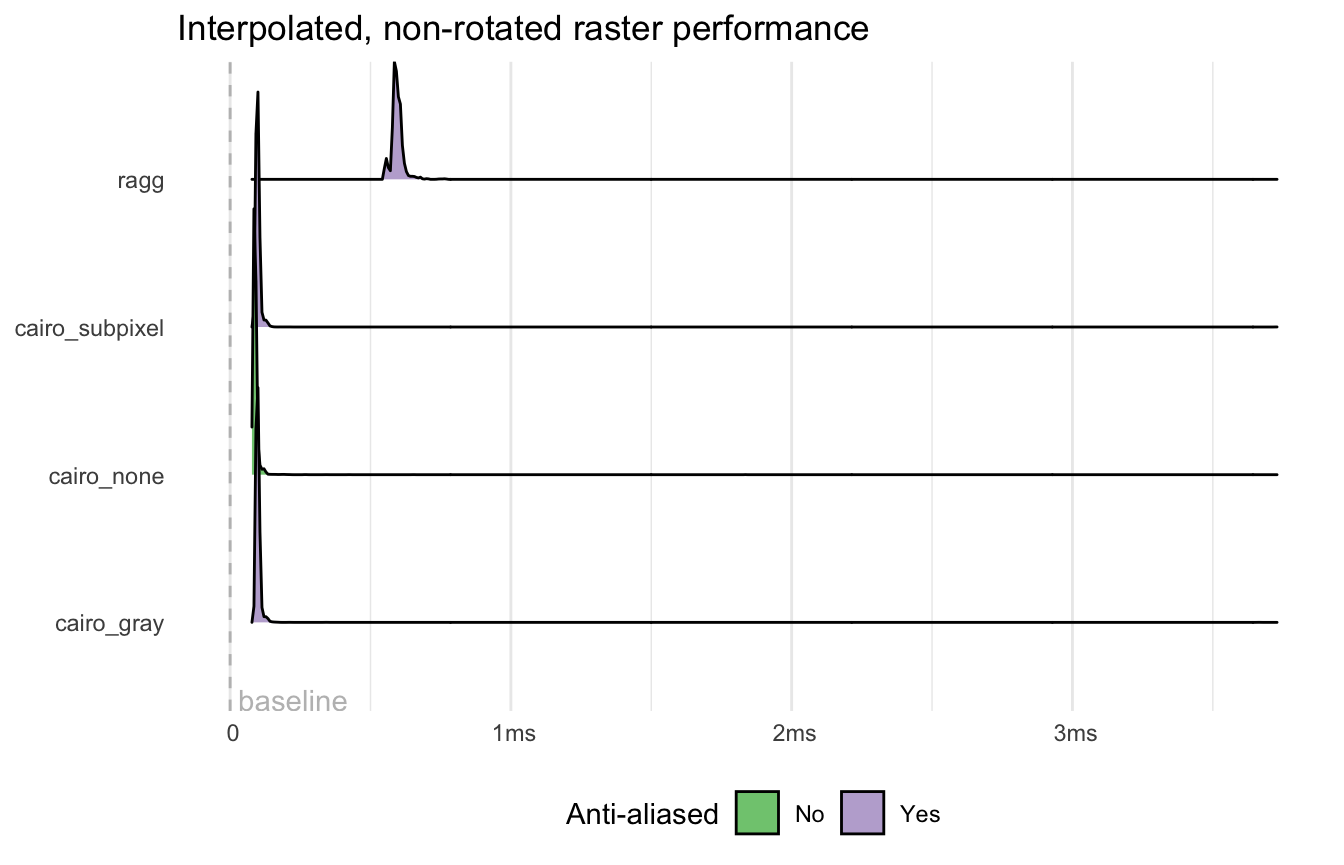 Interpolated, non-rotated raster performance
ragg
cairo_subpixel
cairo_none
cairo_gray
baseline
0 1ms 2ms 3ms
Anti-aliased No Yes